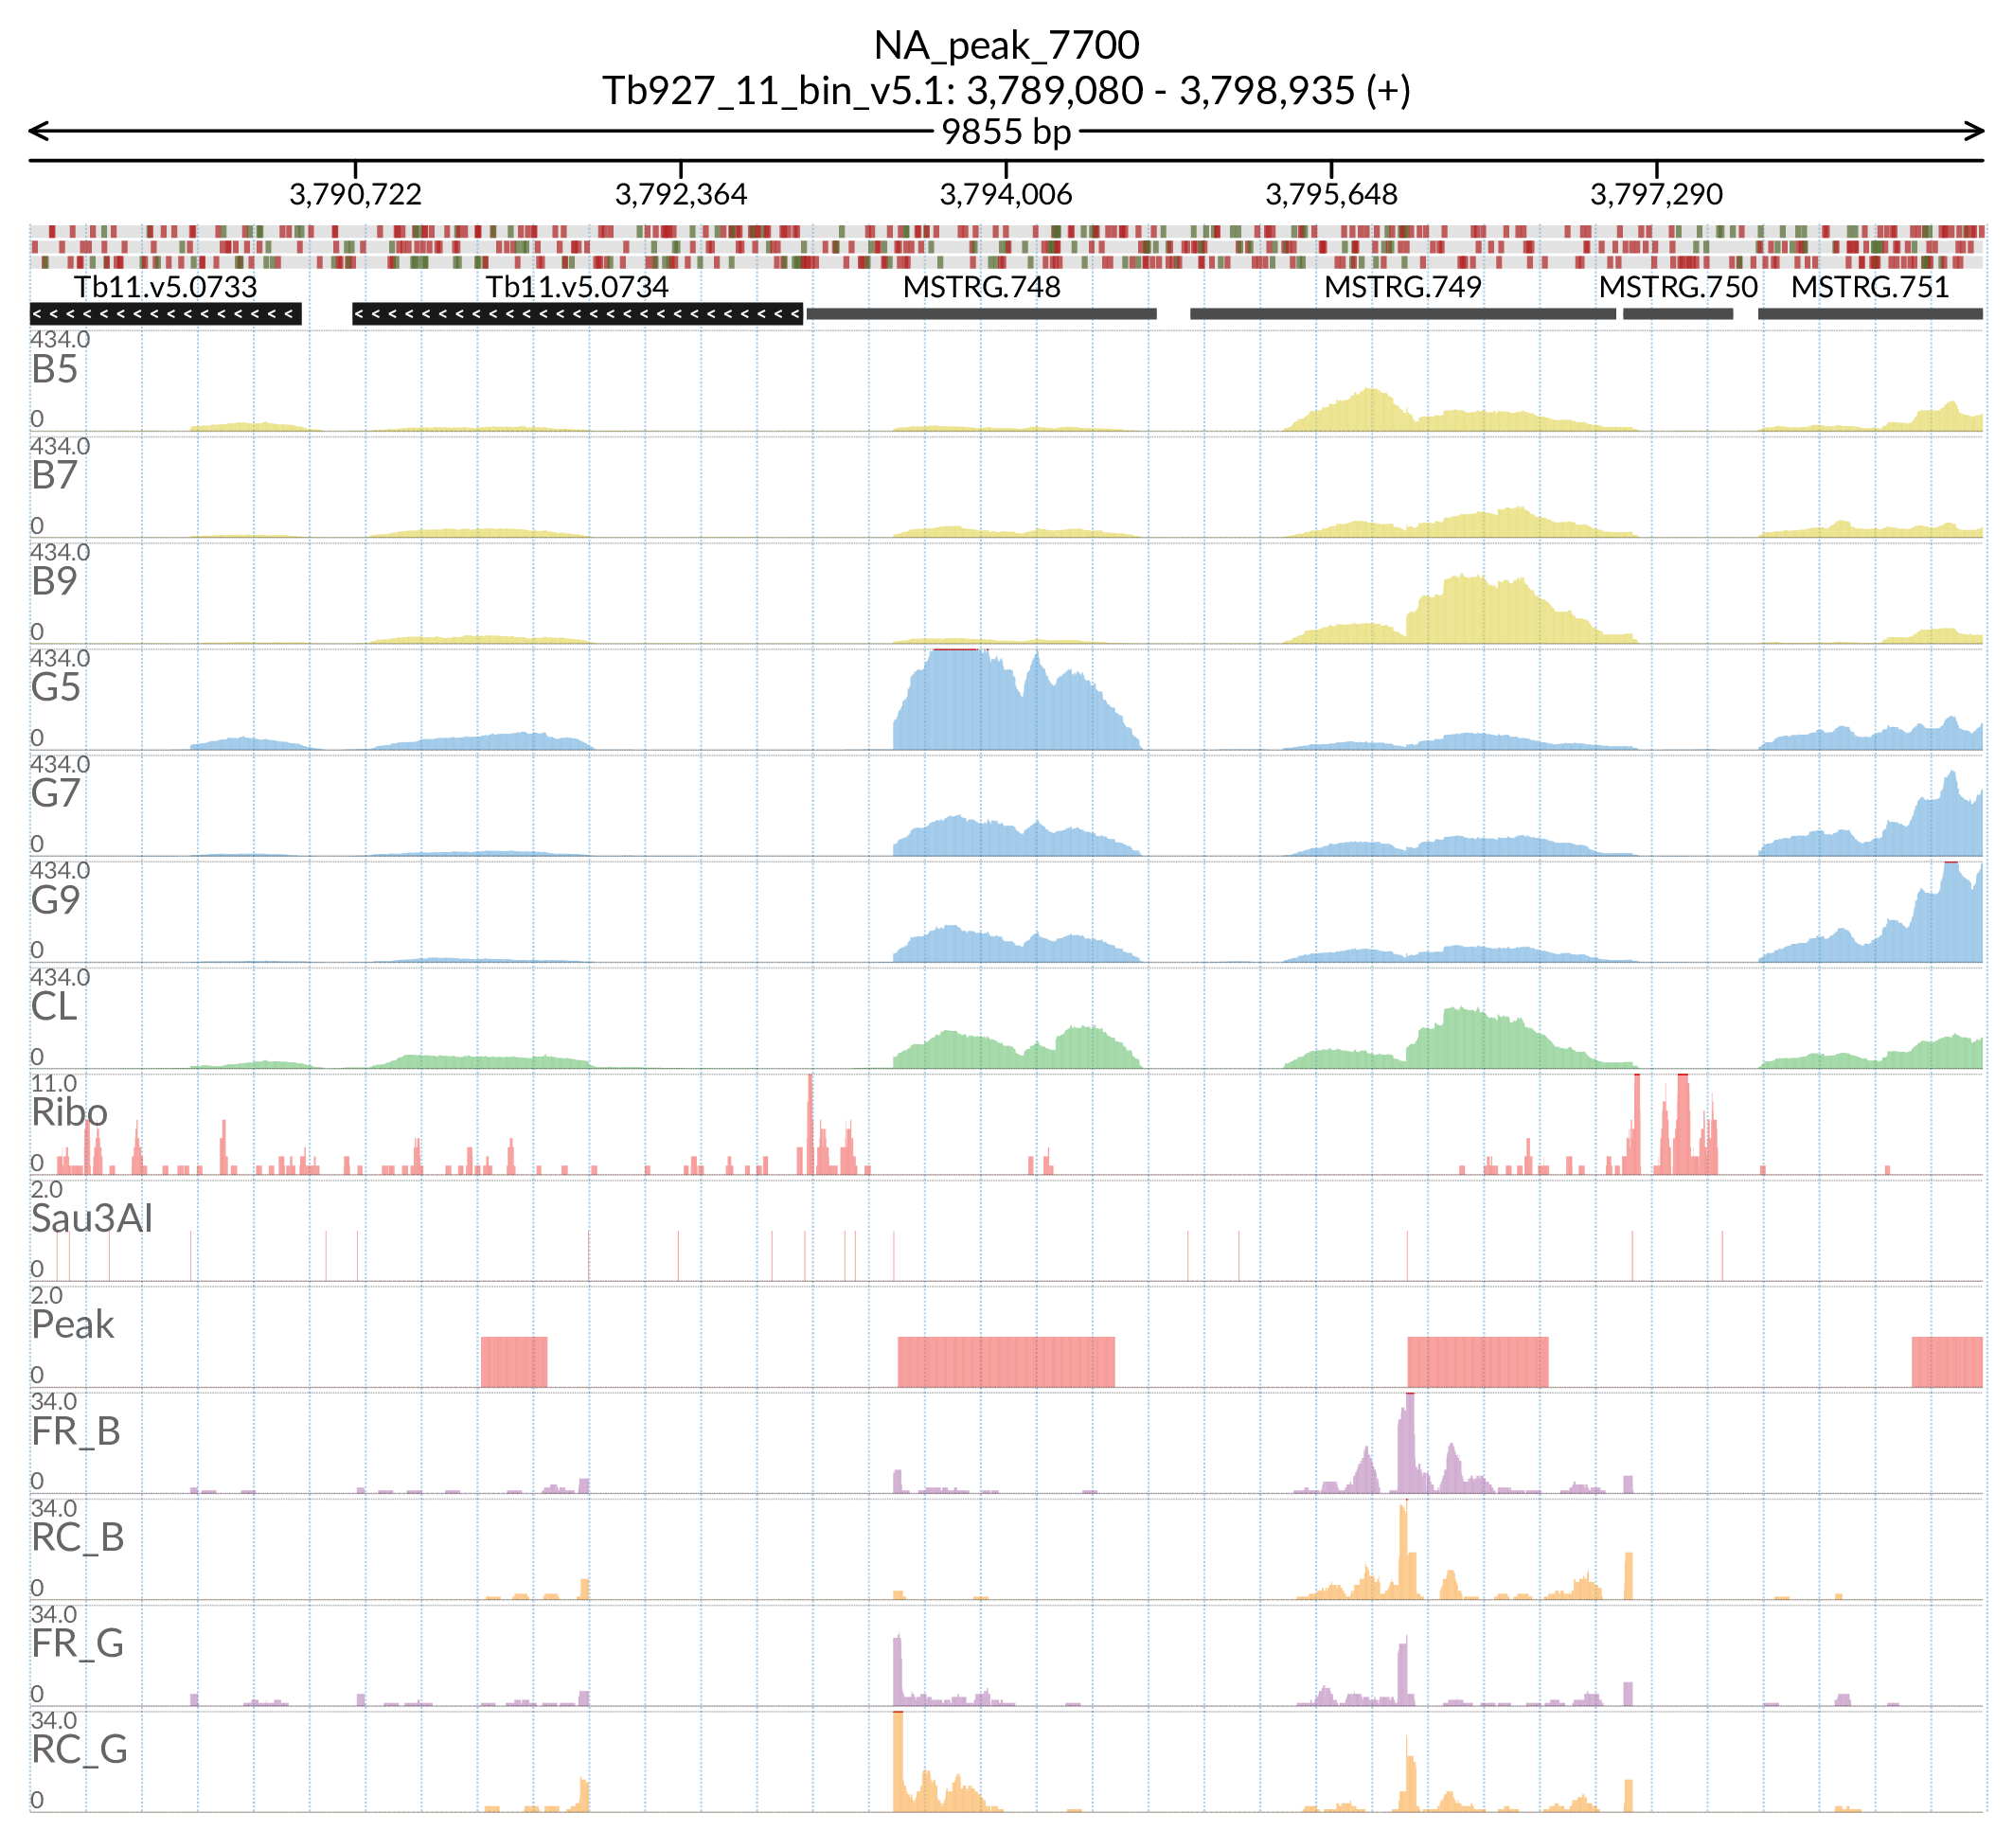 NA_peak_7700
Tb927_11_bin_v5.1: 3,789,080 - 3,798,935 (+)
9855 bp
3,790,722 3,792,364 3,794,006 3,795,648 3,797,290
Tb11.v5.0733 Tb11.v5.0734 MSTRG.748 MSTRG.749 MSTRG.750 MSTRG.751
434.0
B5
0
434.0
B7
0
434.0
B9
0
434.0
G5
0
434.0
G7
0
434.0
G9
0
434.0
CL
0
11.0
Ribo
0
2.0
Sau3AI
0
2.0
Peak
0
34.0
FR_B
0
34.0
RC_B
0
34.0
FR_G
0
34.0
RC_G
0